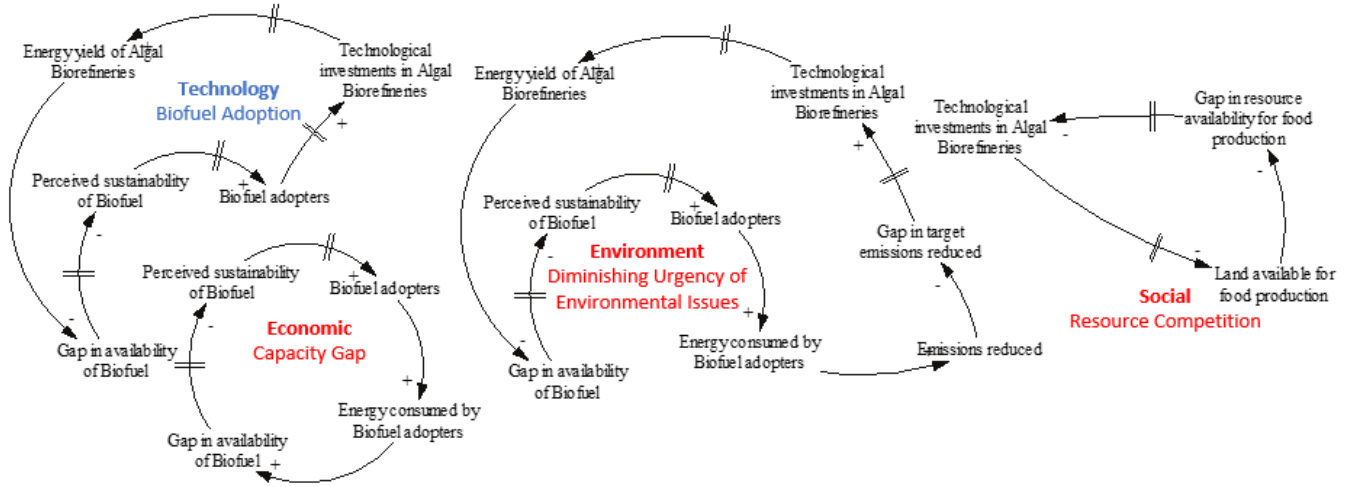 Energy yield of Algal
Biorefineries
+
Technological
investments in Algal
Biorefineries
+
Technology
Biofuel Adoption
Perceived sustainability
of Biofuel
-
+
Biofuel adopters
-
Gap in availability
of Biofuel
Perceived sustainability
of Biofuel
-
+
Biofuel adopters
Economic
Capacity Gap
+
Energy consumed by
Biofuel adopters
Gap in availability
of Biofuel
+
Energy yield of Algal
Biorefineries
+
Technological
investments in Algal
Biorefineries
+
Perceived sustainability
of Biofuel
-
+
Biofuel adopters
Environment
Diminishing Urgency of
Environmental Issues
-
Gap in availability
of Biofuel
+
Energy consumed by
Biofuel adopters
Gap in target
emissions reduced
-
+
Emissions reduced
Technological
investments in Algal
Biorefineries
-
Gap in resource
availability for food
production
-
-
Land available for
food production
Social
Resource Competition